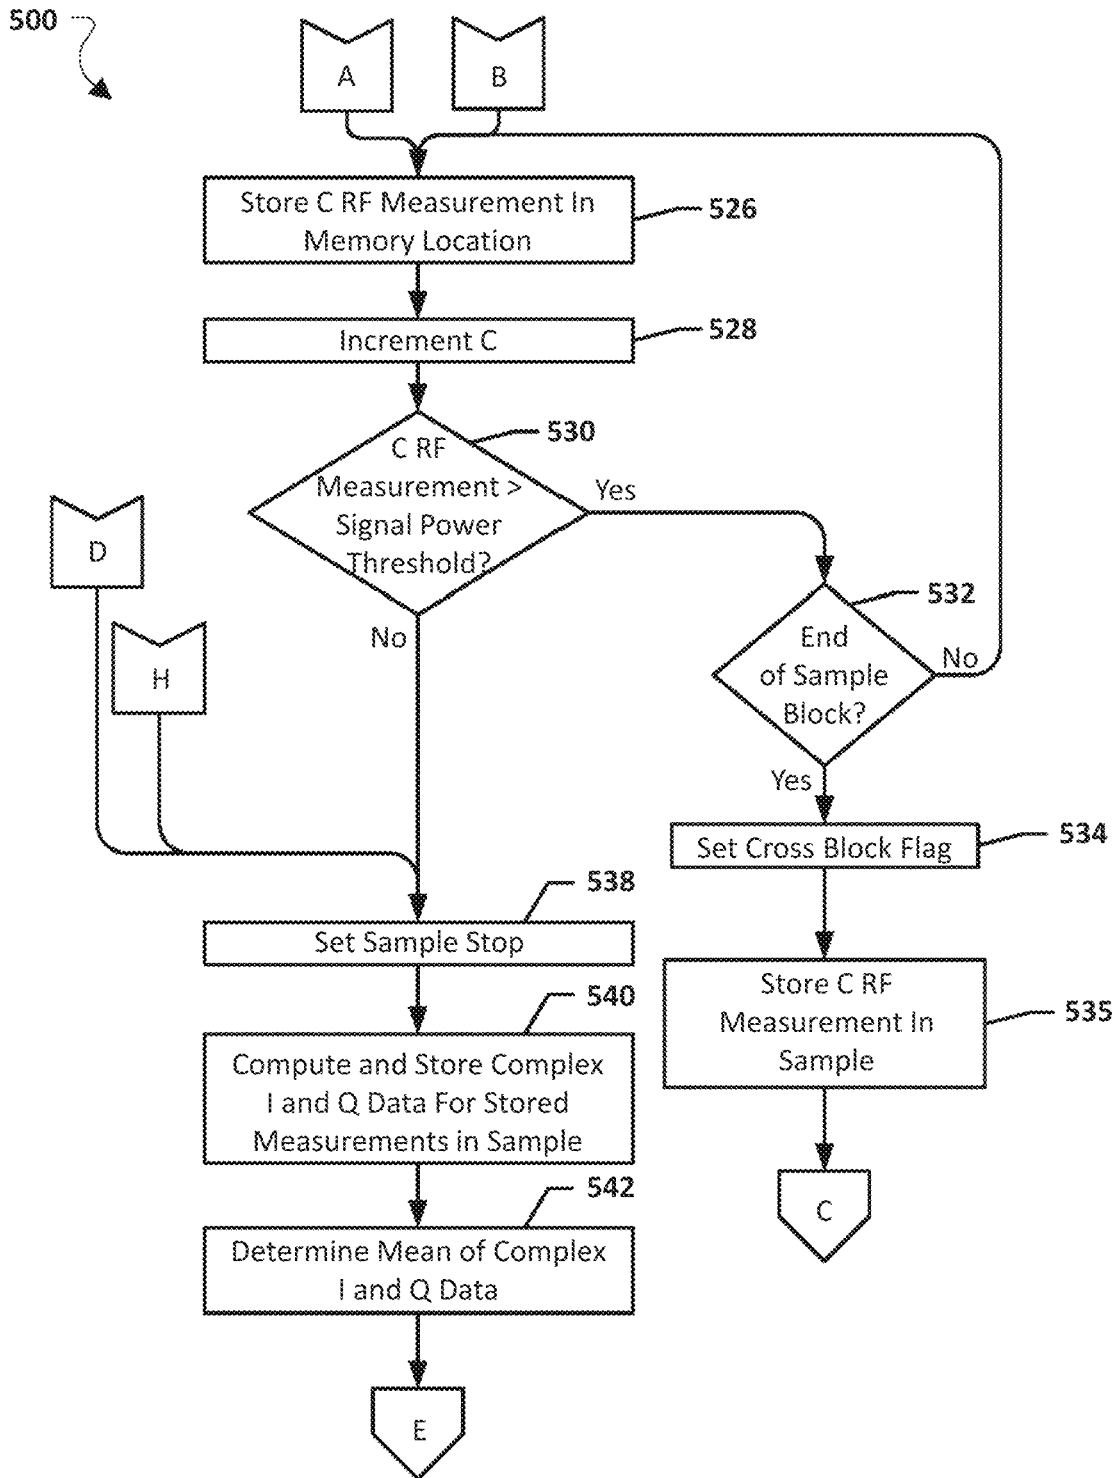 500
A
B
Store C RF Measurement In
Memory Location
526
Increment C
528
530
C RF
Measurement >
Signal Power
Threshold?
Yes
No
D
H
532
End
of Sample
Block?
No
Yes
Set Cross Block Flag
534
538
Set Sample Stop
Store C RF
Measurement In
Sample
535
540
Compute and Store Complex
I and Q Data For Stored
Measurements in Sample
C
542
Determine Mean of Complex
I and Q Data
E